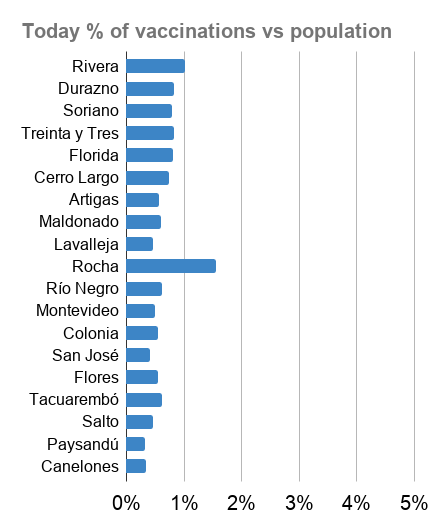 Today % of vaccinations vs population
Rivera
Durazno
Soriano
Treinta y Tres
Florida
Cerro Largo
Artigas
Maldonado
Lavalleja
Rocha
Río Negro
Montevideo
Colonia
San José
Flores
Tacuarembó
Salto
Paysandú
Canelones
0% 1% 2% 3% 4% 5%